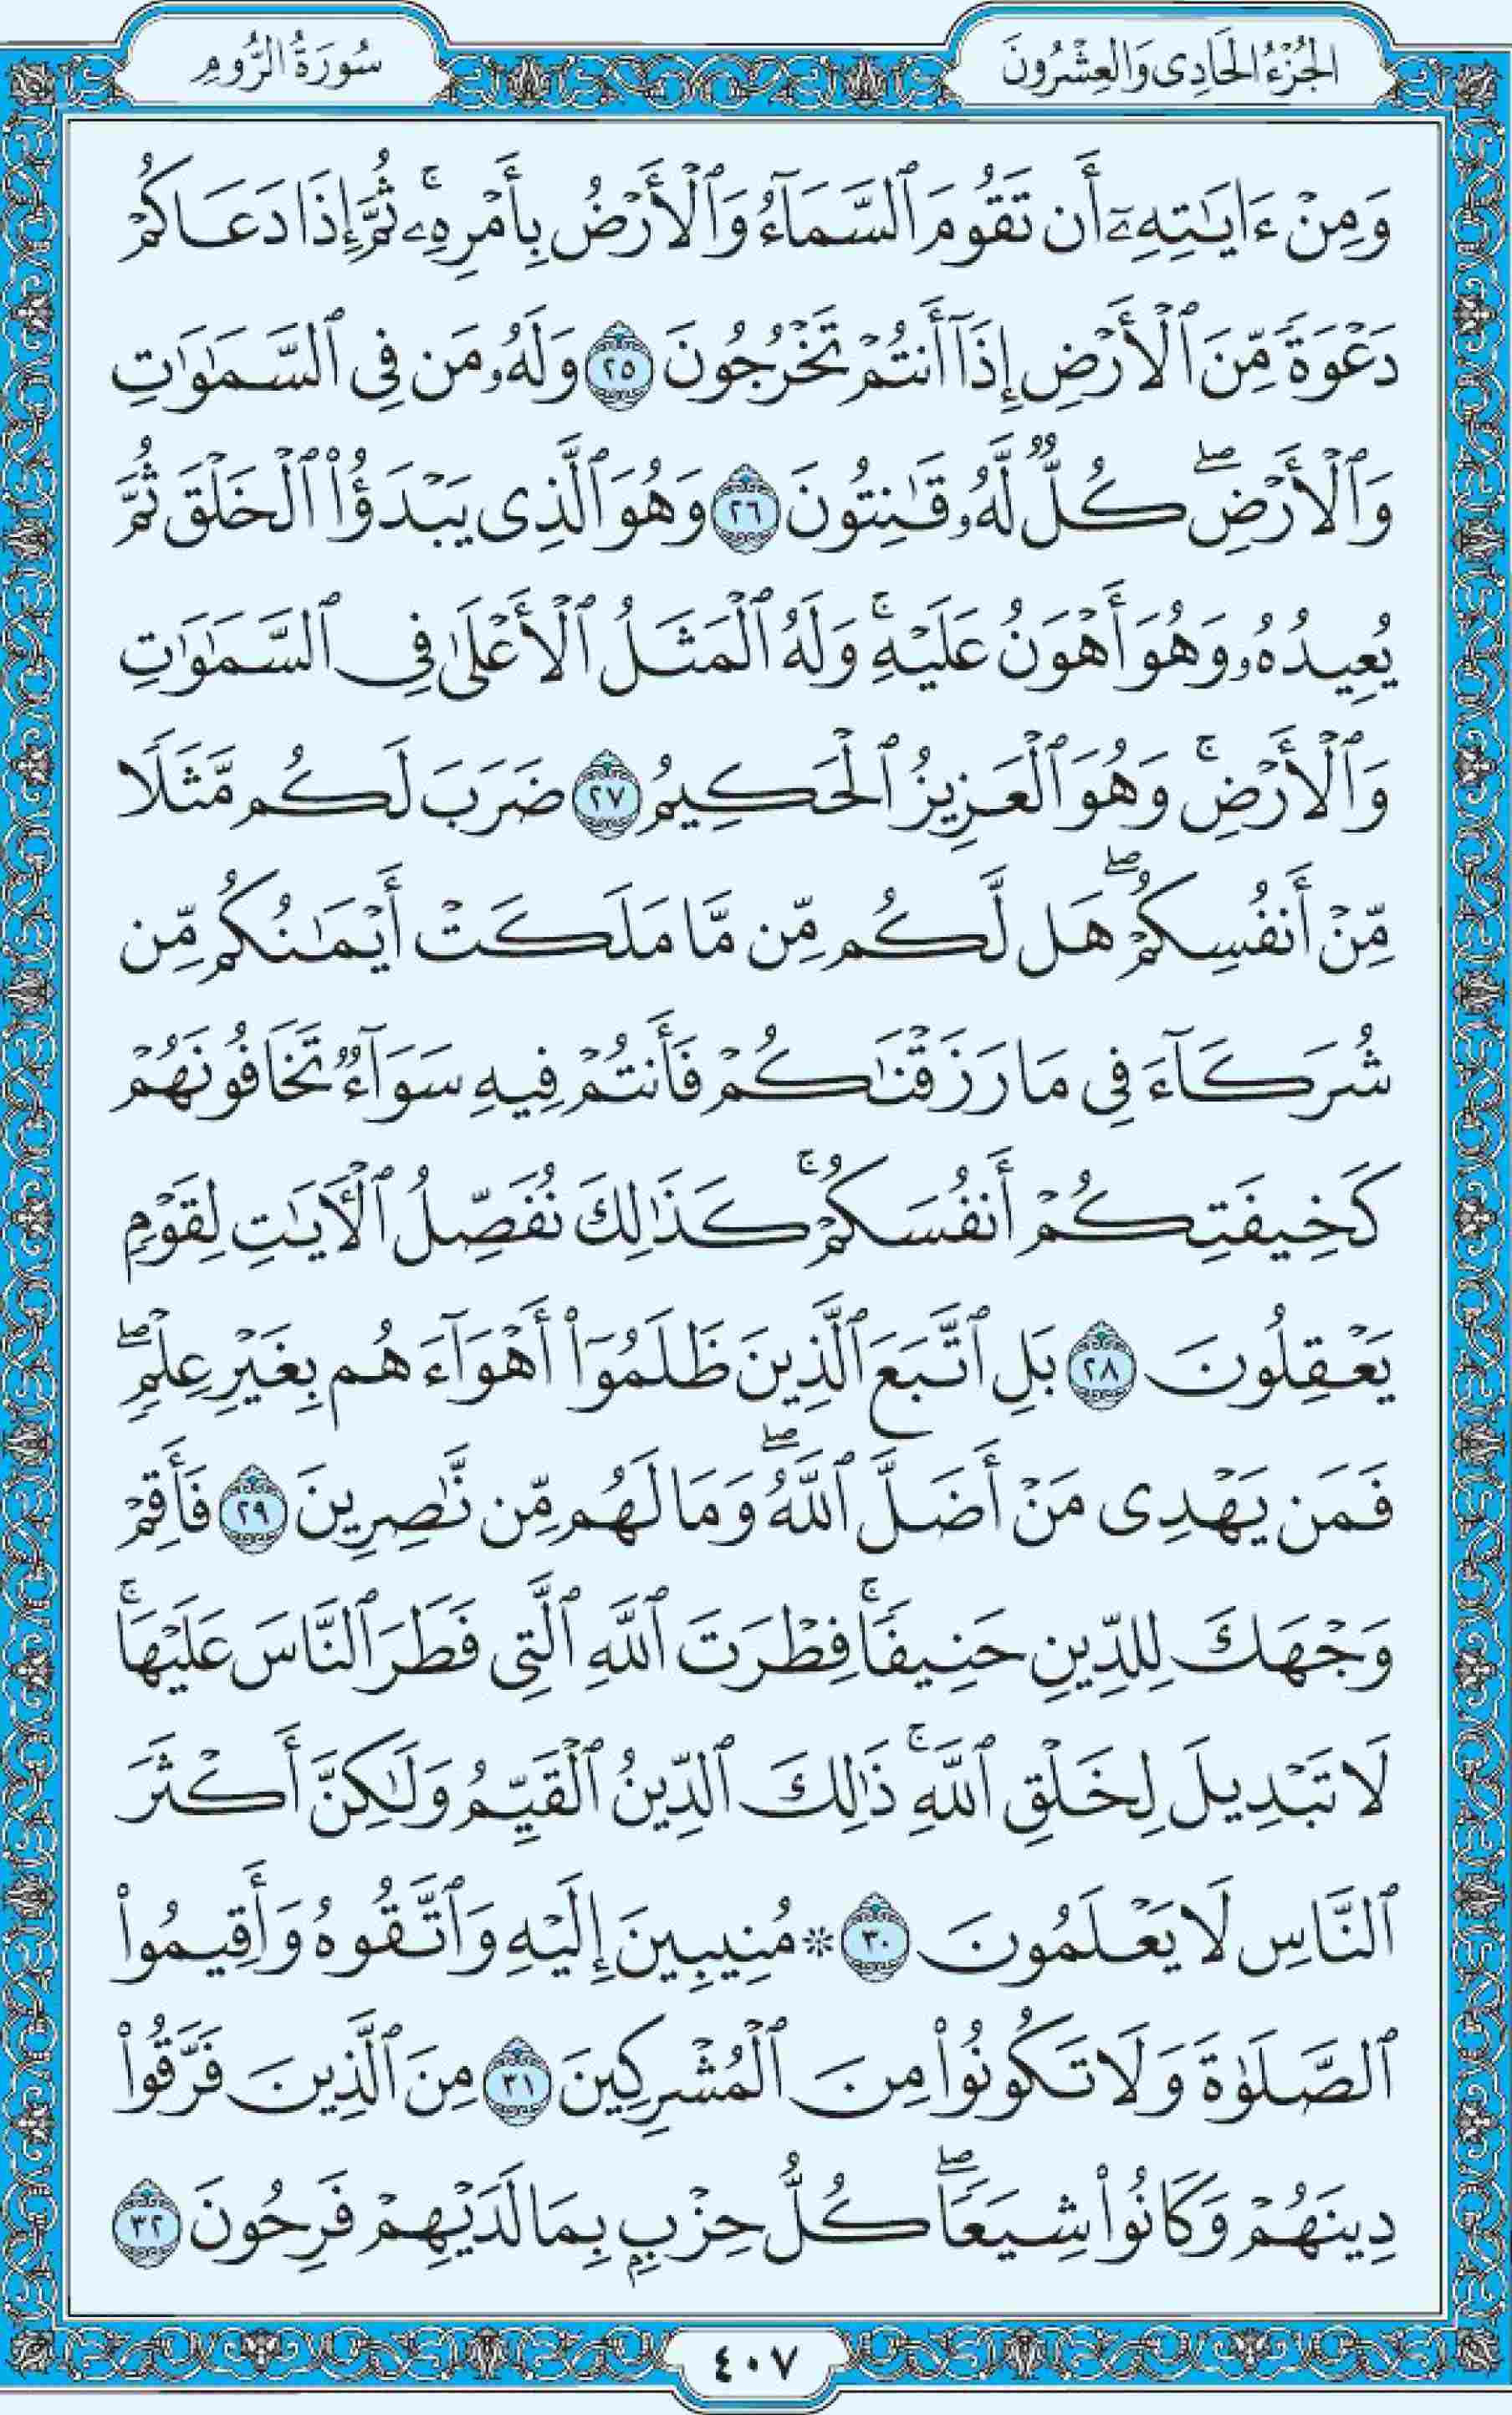 الجُزْءُ الحَادِى وَالعِشْرُونَ
سُورَةُ الرُّومِ
وَمِنْ ءَايَٰتِهِۦٓ أَن تَقُومَ ٱلسَّمَآءُ وَٱلْأَرْضُ بِأَمْرِهِۦۚ ثُمَّ إِذَا دَعَاكُمْ
دَعْوَةً مِّنَ ٱلْأَرْضِ إِذَآ أَنتُمْ تَخْرُجُونَ ٢٥ وَلَهُۥ مَن فِى ٱلسَّمَٰوَٰتِ
وَٱلْأَرْضِۖ كُلٌّ لَّهُۥ قَٰنِتُونَ ٢٦ وَهُوَ ٱلَّذِى يَبْدَؤُا۟ ٱلْخَلْقَ ثُمَّ
يُعِيدُهُۥ وَهُوَ أَهْوَنُ عَلَيْهِۚ وَلَهُ ٱلْمَثَلُ ٱلْأَعْلَىٰ فِى ٱلسَّمَٰوَٰتِ
وَٱلْأَرْضِۚ وَهُوَ ٱلْعَزِيزُ ٱلْحَكِيمُ ٢٧ ضَرَبَ لَكُم مَّثَلًا
مِّنْ أَنفُسِكُمْۖ هَل لَّكُم مِّن مَّا مَلَكَتْ أَيْمَٰنُكُم مِّن
شُرَكَآءَ فِى مَا رَزَقْنَٰكُمْ فَأَنتُمْ فِيهِ سَوَآءٌ تَخَافُونَهُمْ
كَخِيفَتِكُمْ أَنفُسَكُمْۚ كَذَٰلِكَ نُفَصِّلُ ٱلْءَايَٰتِ لِقَوْمٍ
يَعْقِلُونَ ٢٨ بَلِ ٱتَّبَعَ ٱلَّذِينَ ظَلَمُوٓا۟ أَهْوَآءَهُم بِغَيْرِ عِلْمٍۖ
فَمَن يَهْدِى مَنْ أَضَلَّ ٱللَّهُۖ وَمَا لَهُم مِّن نَّٰصِرِينَ ٢٩ فَأَقِمْ
وَجْهَكَ لِلدِّينِ حَنِيفًاۚ فِطْرَتَ ٱللَّهِ ٱلَّتِى فَطَرَ ٱلنَّاسَ عَلَيْهَاۚ
لَا تَبْدِيلَ لِخَلْقِ ٱللَّهِۚ ذَٰلِكَ ٱلدِّينُ ٱلْقَيِّمُ وَلَٰكِنَّ أَكْثَرَ
ٱلنَّاسِ لَا يَعْلَمُونَ ٣٠ ۞ مُنِيبِينَ إِلَيْهِ وَٱتَّقُوهُ وَأَقِيمُوا۟
ٱلصَّلَوٰةَ وَلَا تَكُونُوا۟ مِنَ ٱلْمُشْرِكِينَ ٣١ مِنَ ٱلَّذِينَ فَرَّقُوا۟
دِينَهُمْ وَكَانُوا۟ شِيَعًاۖ كُلُّ حِزْبٍۭ بِمَا لَدَيْهِمْ فَرِحُونَ ٣٢
٤٠٧